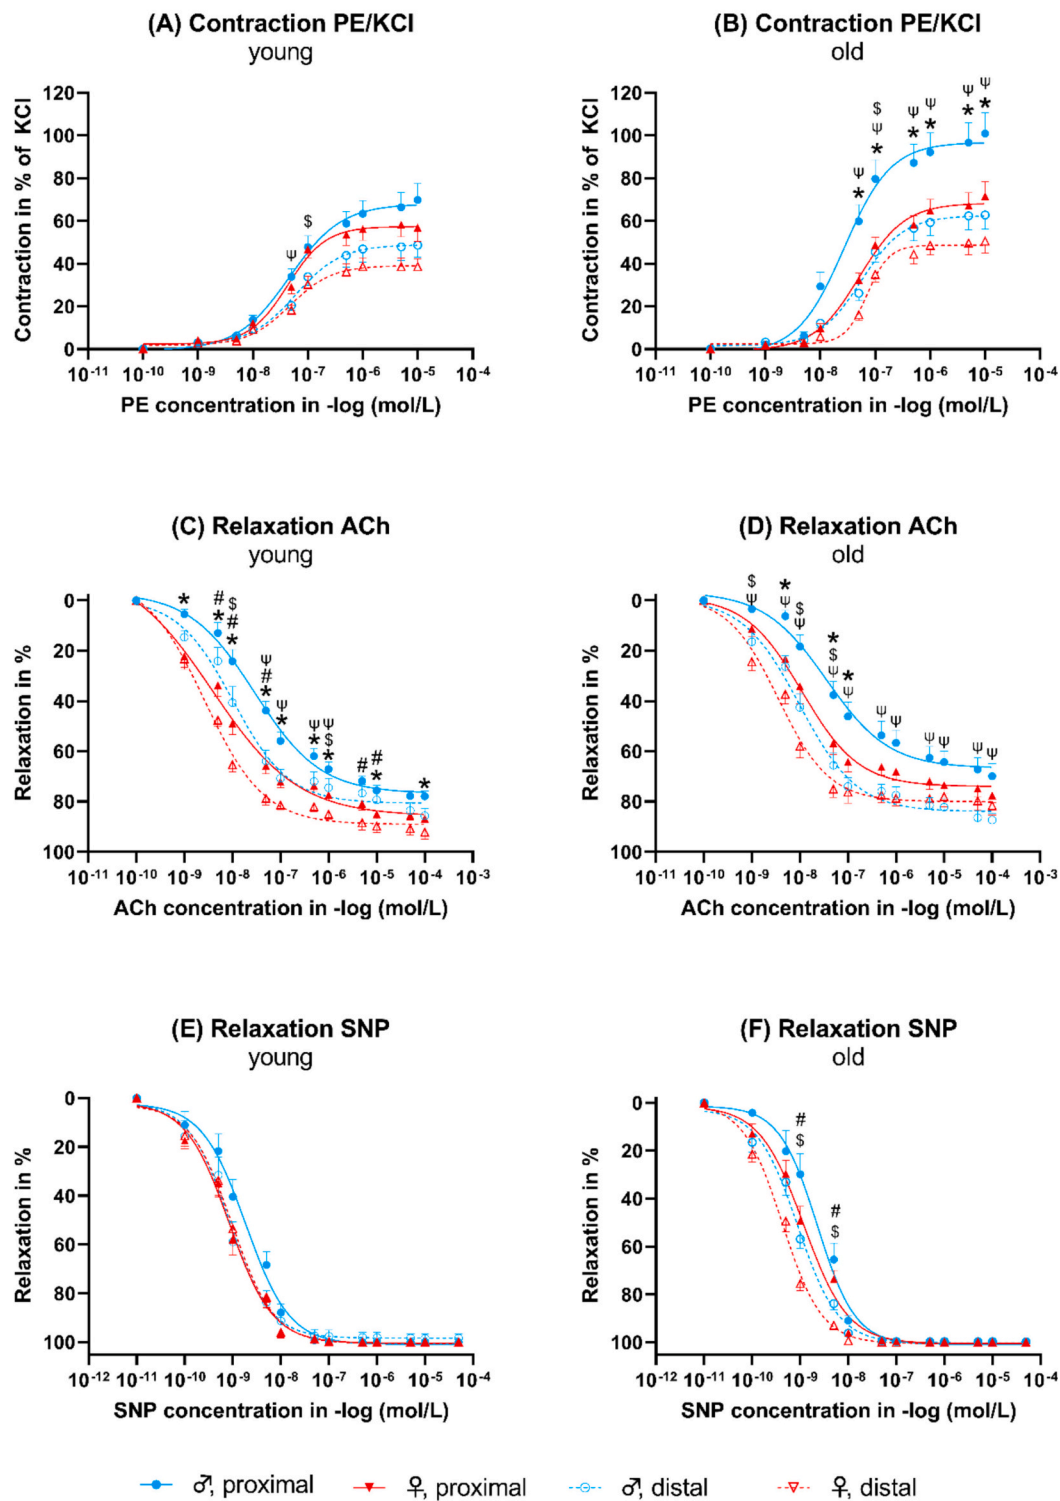 (A) Contraction PE/KCl
young
Contraction in % of KCl
120
100
80
60
40
20
0
ψ
$
10-11 10-10 10-9 10-8 10-7 10-6 10-5 10-4
PE concentration in -log (mol/L)
(B) Contraction PE/KCl
old
Contraction in % of KCl
120
100
80
60
40
20
0
ψ
*
$
ψ
*
ψ
*
ψ
*
ψ
*
ψ
*
10-11 10-10 10-9 10-8 10-7 10-6 10-5 10-4
PE concentration in -log (mol/L)
(C) Relaxation ACh
young
Relaxation in %
0
20
40
60
80
100
*
#
*
$
#
*
ψ
#
*
ψ
*
ψ
*
ψ
$
*
#
#
*
*
10-11 10-10 10-9 10-8 10-7 10-6 10-5 10-4 10-3
ACh concentration in -log (mol/L)
(D) Relaxation ACh
old
Relaxation in %
0
20
40
60
80
100
$
ψ
*
ψ
$
ψ
*
$
ψ
*
ψ
ψ
ψ
ψ
ψ
ψ
ψ
10-11 10-10 10-9 10-8 10-7 10-6 10-5 10-4 10-3
ACh concentration in -log (mol/L)
(E) Relaxation SNP
young
Relaxation in %
0
20
40
60
80
100
10-12 10-11 10-10 10-9 10-8 10-7 10-6 10-5 10-4
SNP concentration in -log (mol/L)
(F) Relaxation SNP
old
Relaxation in %
0
20
40
60
80
100
#
$
#
$
10-12 10-11 10-10 10-9 10-8 10-7 10-6 10-5 10-4
SNP concentration in -log (mol/L)
♂, proximal ♀, proximal ♂, distal ♀, distal